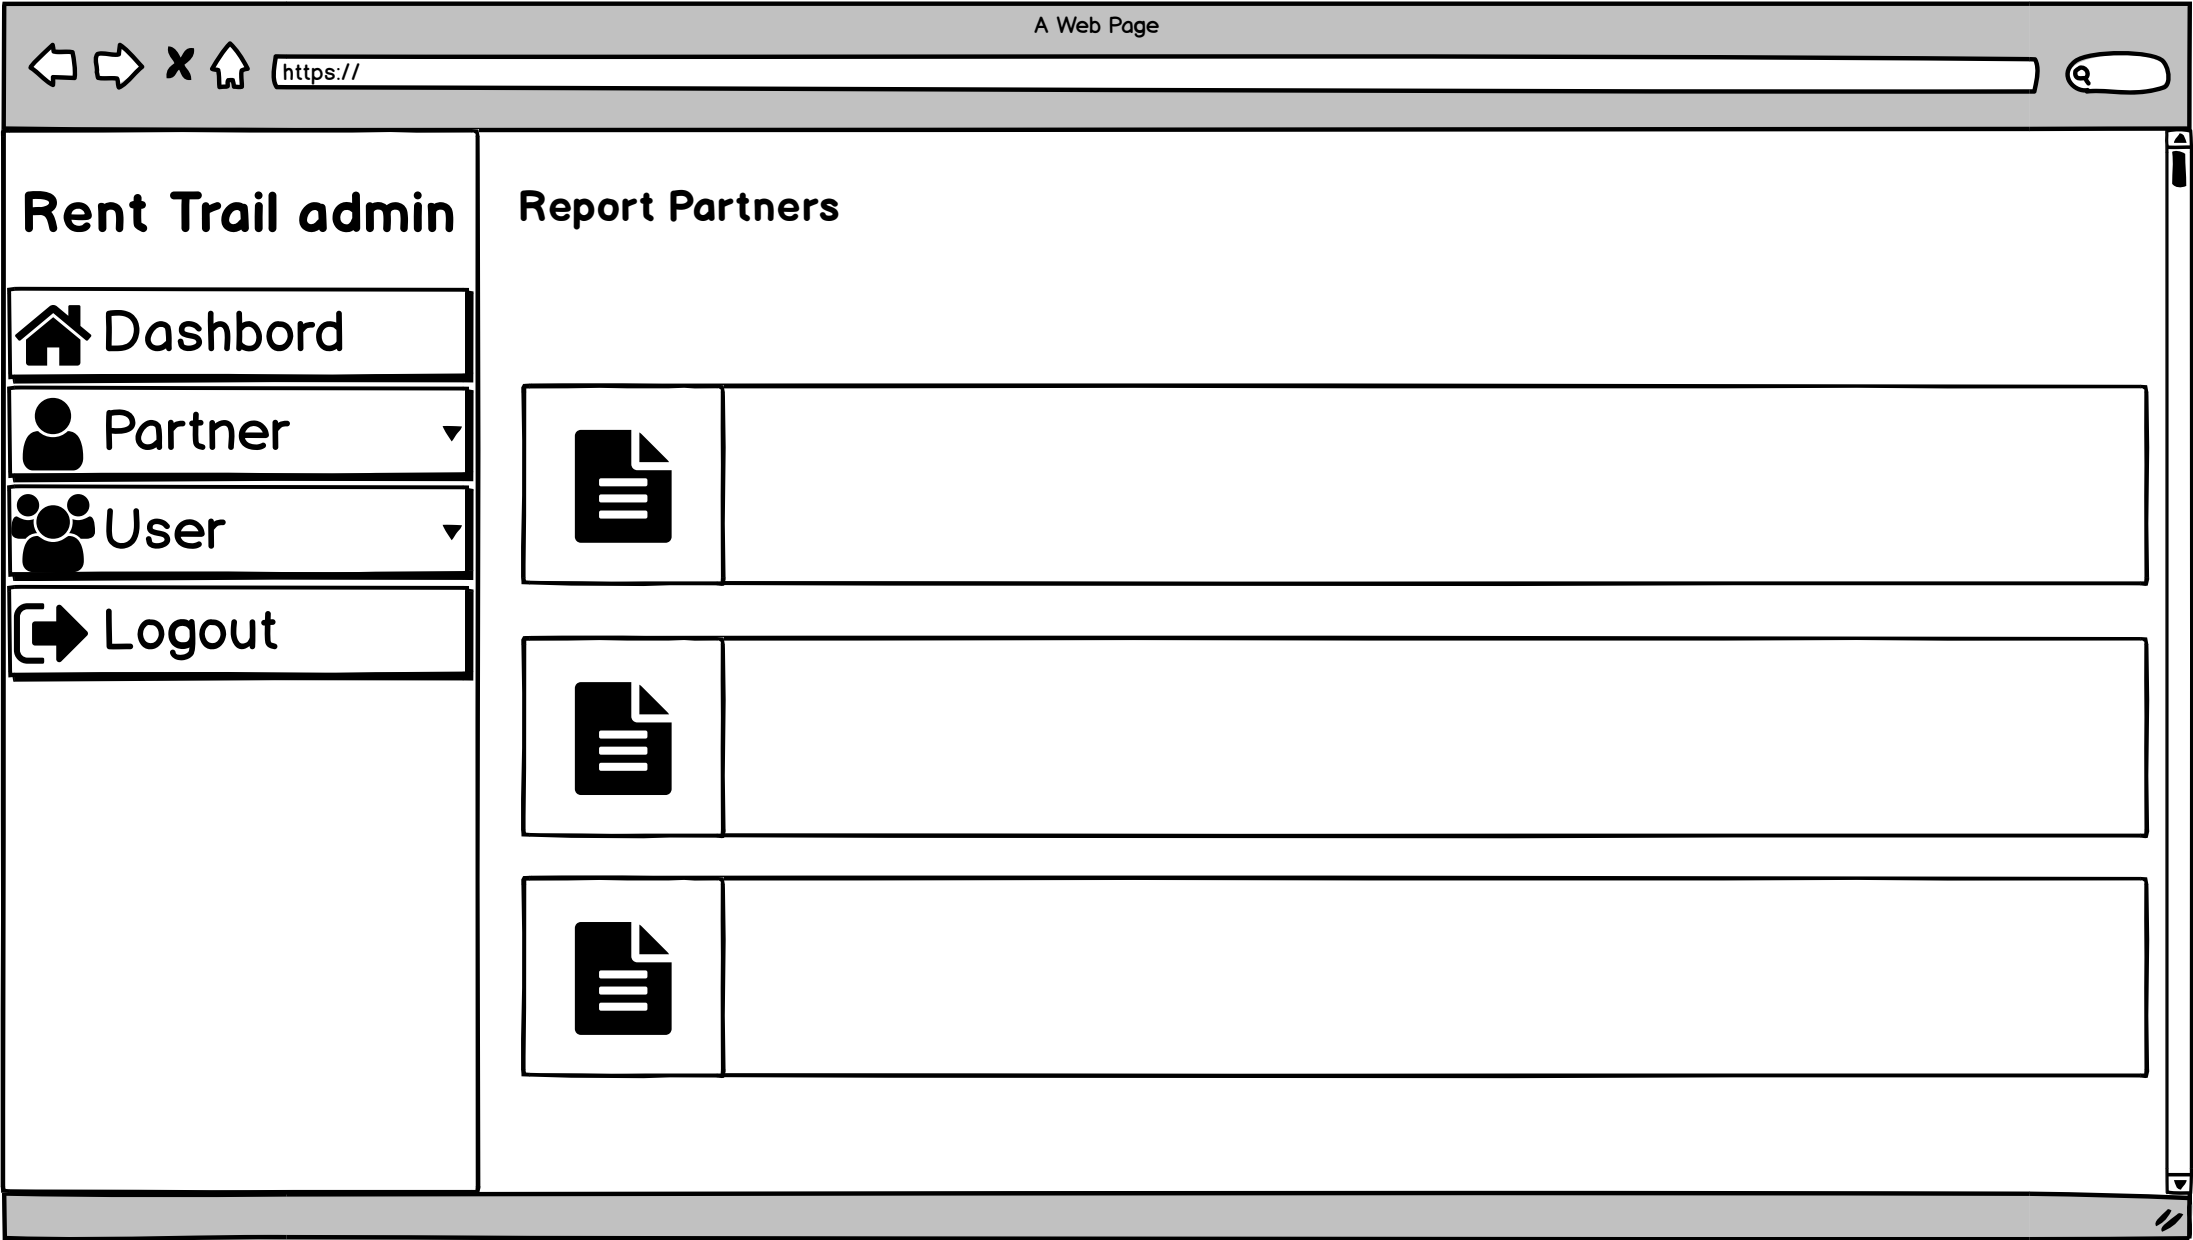 A Web Page
https://
Rent Trail admin
Report Partners
Dashbord
Partner
User
Logout